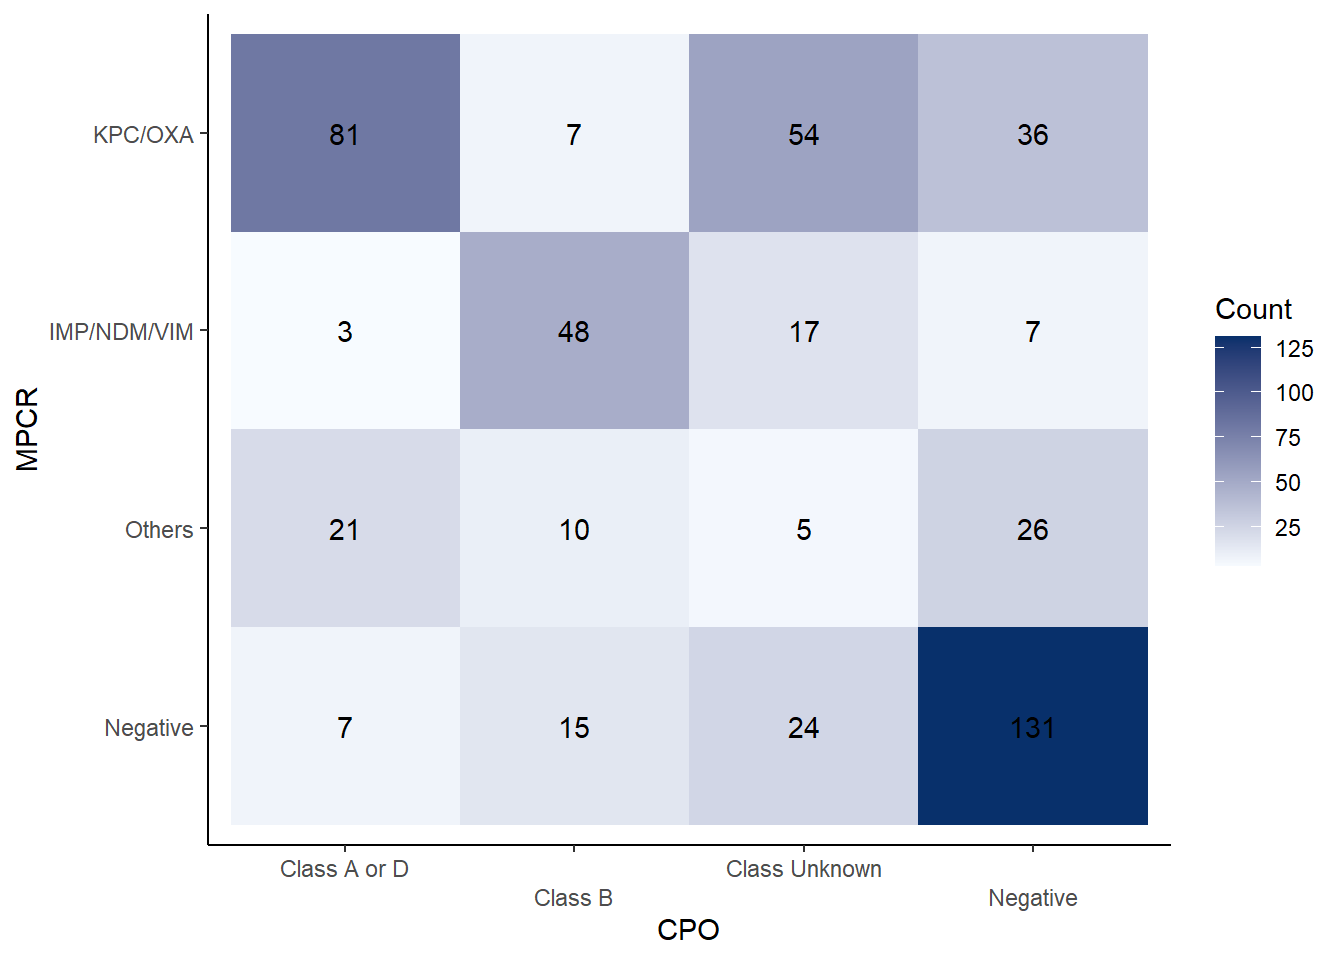 KPC/OXA 81 7 54 36
IMP/NDM/VIM 3 48 17 7
Others 21 10 5 26
Negative 7 15 24 131
MPCR
Class A or D Class Unknown
Class B Negative
CPO
Count
125
100
75
50
25